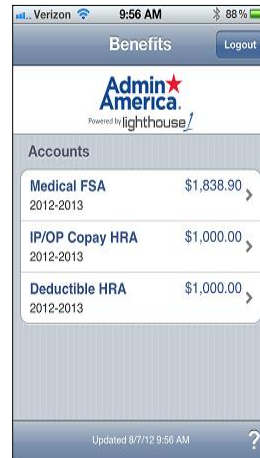 Verizon 9:56 AM 88%
Benefits Logout
Admin
America.
Powered by lighthouse1
Accounts
Medical FSA $1,838.90
2012-2013
IP/OP Copay HRA $1,000.00
2012-2013
Deductible HRA $1,000.00
2012-2013
Updated 8/7/12 9:56 AM ?